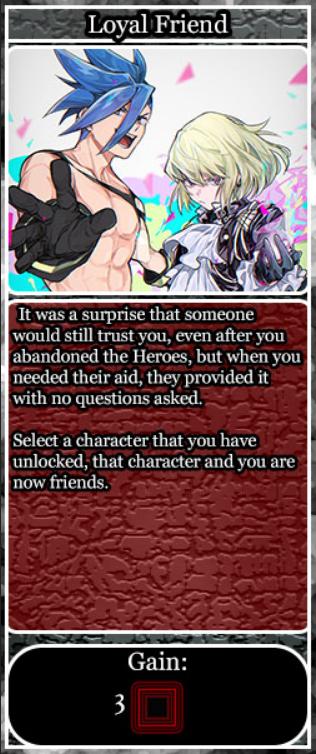 Loyal Friend
It was a surprise that someone
would still trust you, even after you
abandoned the Heroes, but when you
needed their aid, they provided it
with no questions asked.
Select a character that you have
unlocked, that character and you are
now friends.
Gain:
3